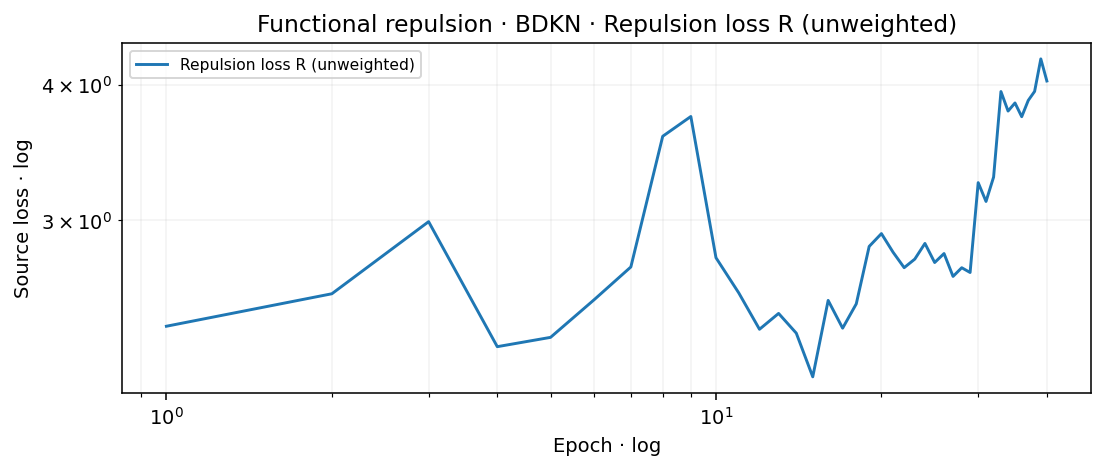 Functional repulsion · BDKN · Repulsion loss R (unweighted)
Repulsion loss R (unweighted)
Source loss · log
4 × 10⁰
3 × 10⁰
10⁰
10¹
Epoch · log